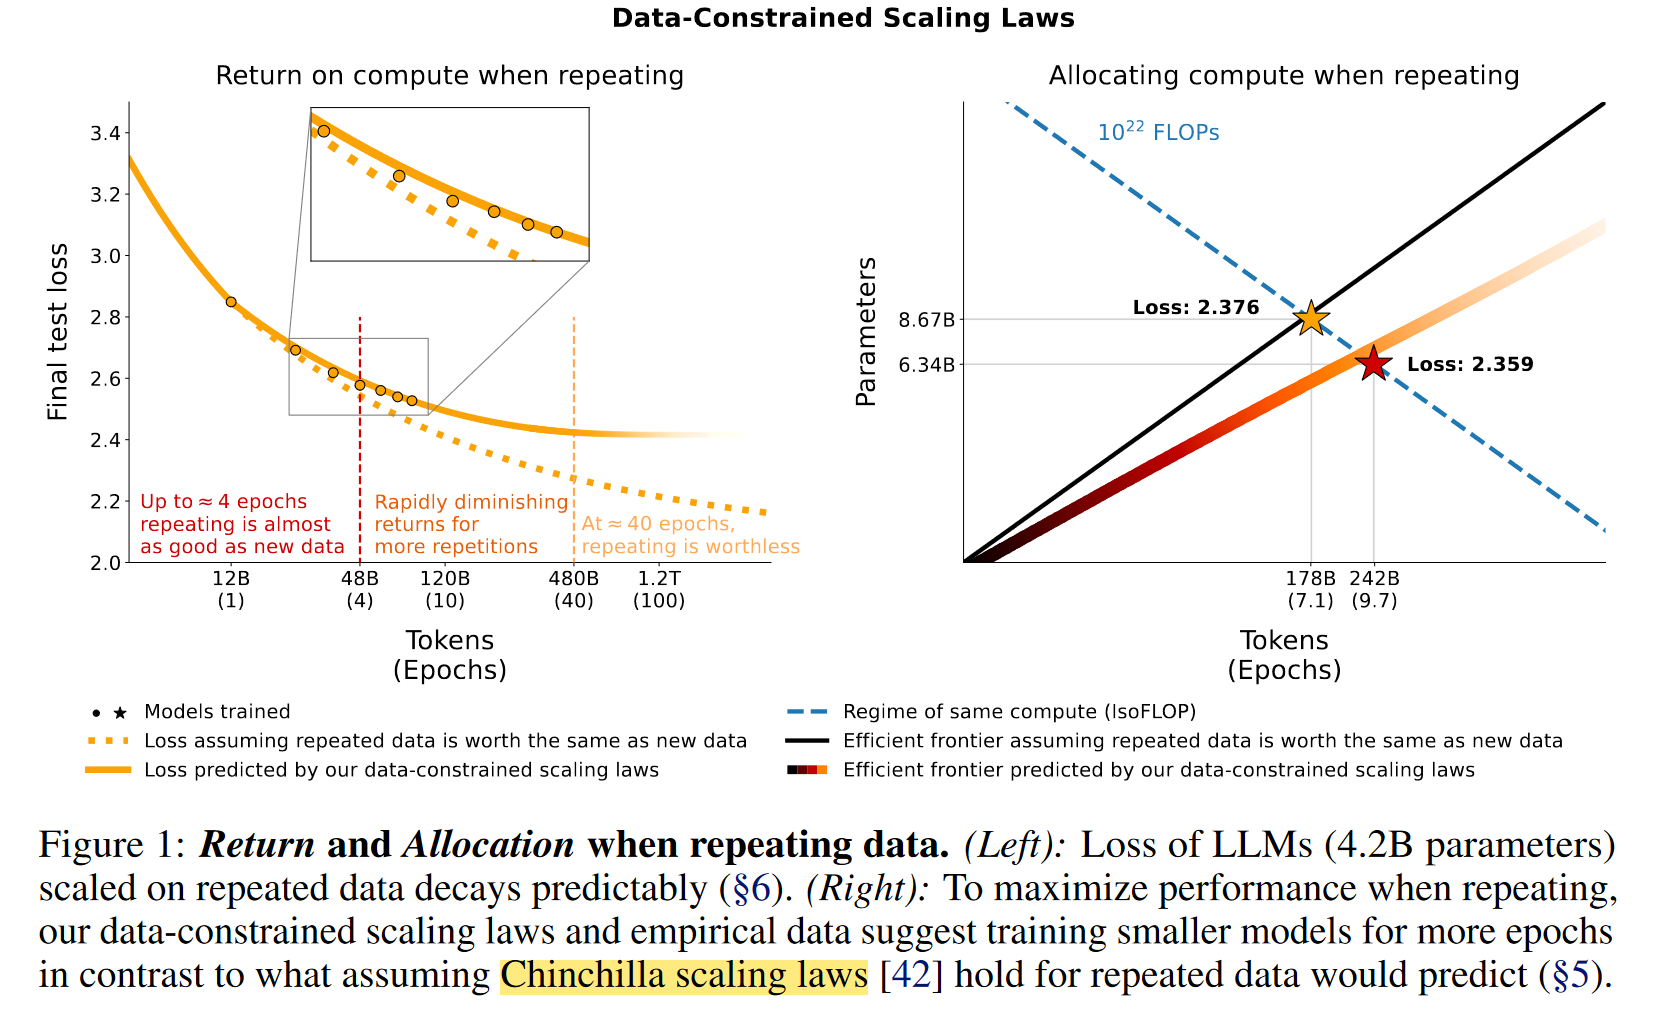 Data-Constrained Scaling Laws
Return on compute when repeating
Final test loss
3.4
3.2
3.0
2.8
2.6
2.4
2.2
2.0
Up to ≈ 4 epochs
repeating is almost
as good as new data
Rapidly diminishing
returns for
more repetitions
At ≈ 40 epochs,
repeating is worthless
12B
(1)
48B
(4)
120B
(10)
480B
(40)
1.2T
(100)
Tokens
(Epochs)
Allocating compute when repeating
Parameters
10²² FLOPs
Loss: 2.376
8.67B
6.34B
Loss: 2.359
178B
(7.1)
242B
(9.7)
Tokens
(Epochs)
Models trained
Loss assuming repeated data is worth the same as new data
Loss predicted by our data-constrained scaling laws
Regime of same compute (IsoFLOP)
Efficient frontier assuming repeated data is worth the same as new data
Efficient frontier predicted by our data-constrained scaling laws
Figure 1: Return and Allocation when repeating data. (Left): Loss of LLMs (4.2B parameters)
scaled on repeated data decays predictably (§6). (Right): To maximize performance when repeating,
our data-constrained scaling laws and empirical data suggest training smaller models for more epochs
in contrast to what assuming Chinchilla scaling laws [42] hold for repeated data would predict (§5).